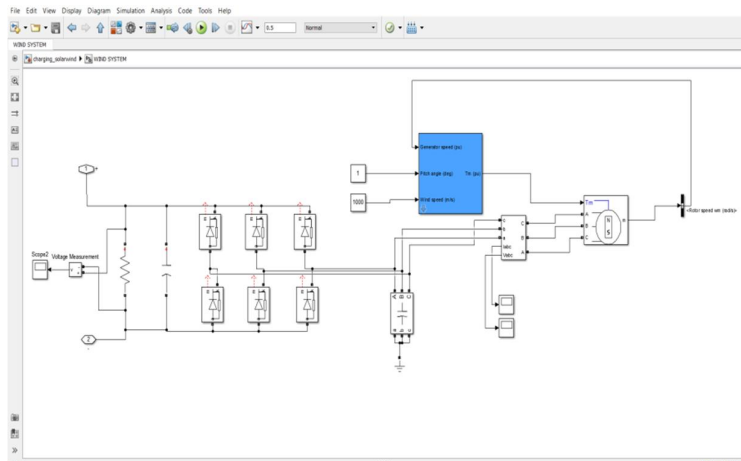 File Edit View Display Diagram Simulation Analysis Code Tools Help
0.5 Normal
WIND SYSTEM
charging_solarwind WIND SYSTEM
1 +
Scope2 Voltage Measurement
+ v
-
2
-
1
1000
Generator speed (pu)
Pitch angle (deg) Tm (pu)
Wind speed (m/s)
Tm
A
B
C
m
N
S
<Rotor speed wm (rad/s)>
C
B
A
Iabc
Vabc
A B C